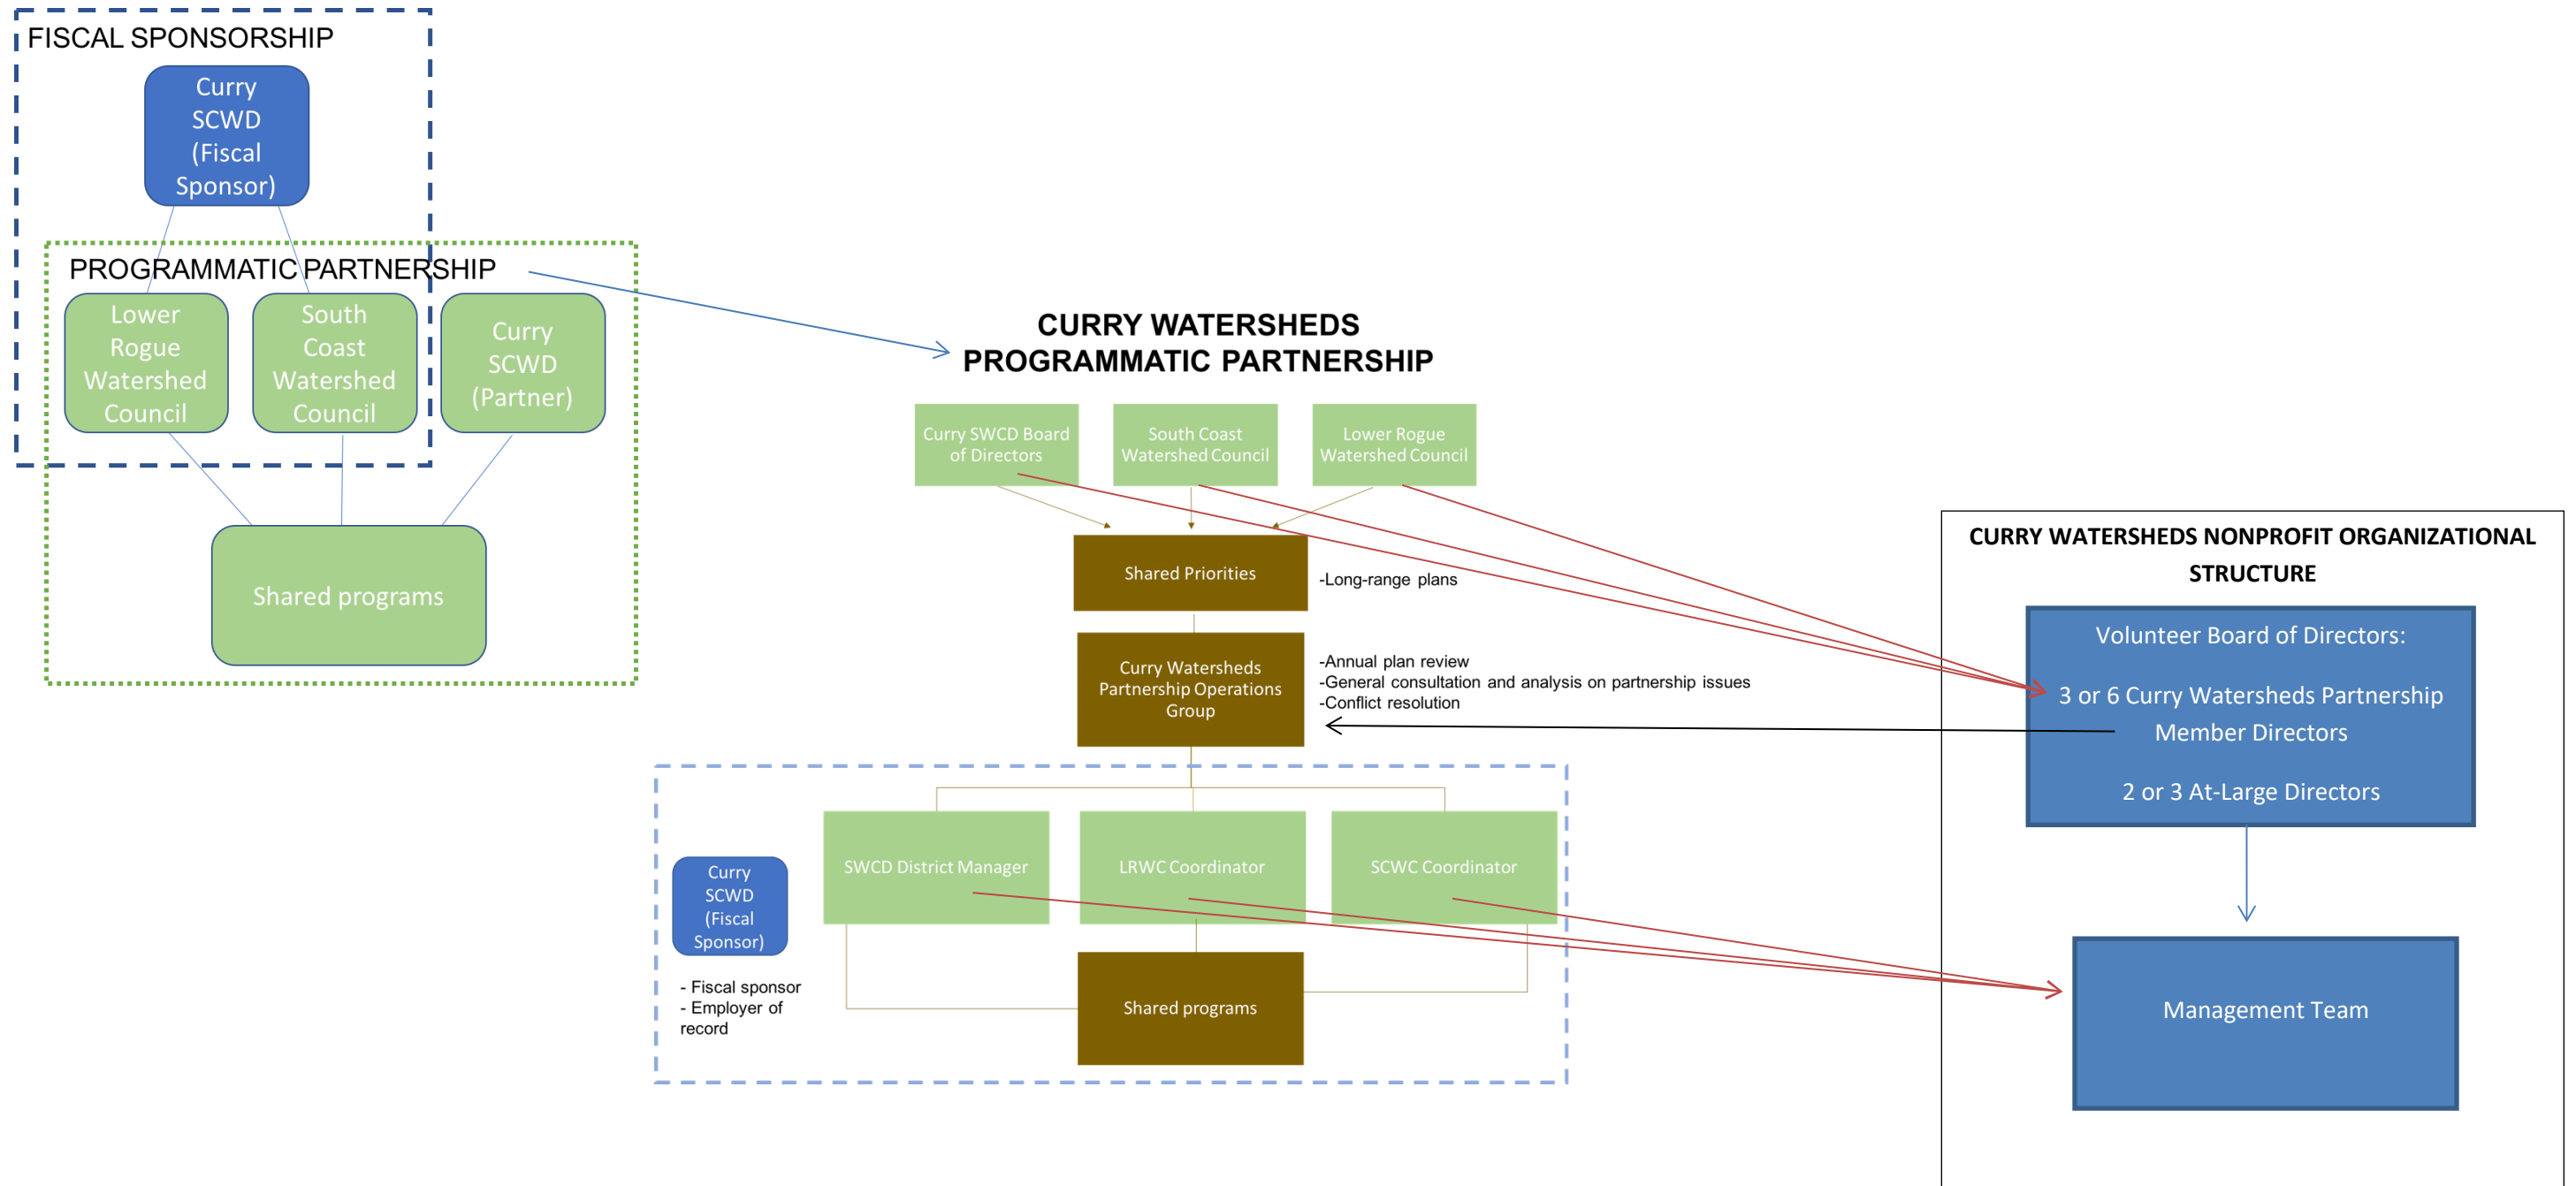 FISCAL SPONSORSHIP
Curry
SCWD
(Fiscal
Sponsor)
PROGRAMMATIC PARTNERSHIP
Lower
Rogue
Watershed
Council
South
Coast
Watershed
Council
Curry
SCWD
(Partner)
Shared programs
CURRY WATERSHEDS
PROGRAMMATIC PARTNERSHIP
Curry SWCD Board
of Directors
South Coast
Watershed Council
Lower Rogue
Watershed Council
Shared Priorities
-Long-range plans
Curry Watersheds
Partnership Operations
Group
-Annual plan review
-General consultation and analysis on partnership issues
-Conflict resolution
SWCD District Manager
LRWC Coordinator
SCWC Coordinator
Curry
SCWD
(Fiscal
Sponsor)
- Fiscal sponsor
- Employer of
record
Shared programs
CURRY WATERSHEDS NONPROFIT ORGANIZATIONAL
STRUCTURE
Volunteer Board of Directors:
3 or 6 Curry Watersheds Partnership
Member Directors
2 or 3 At-Large Directors
Management Team